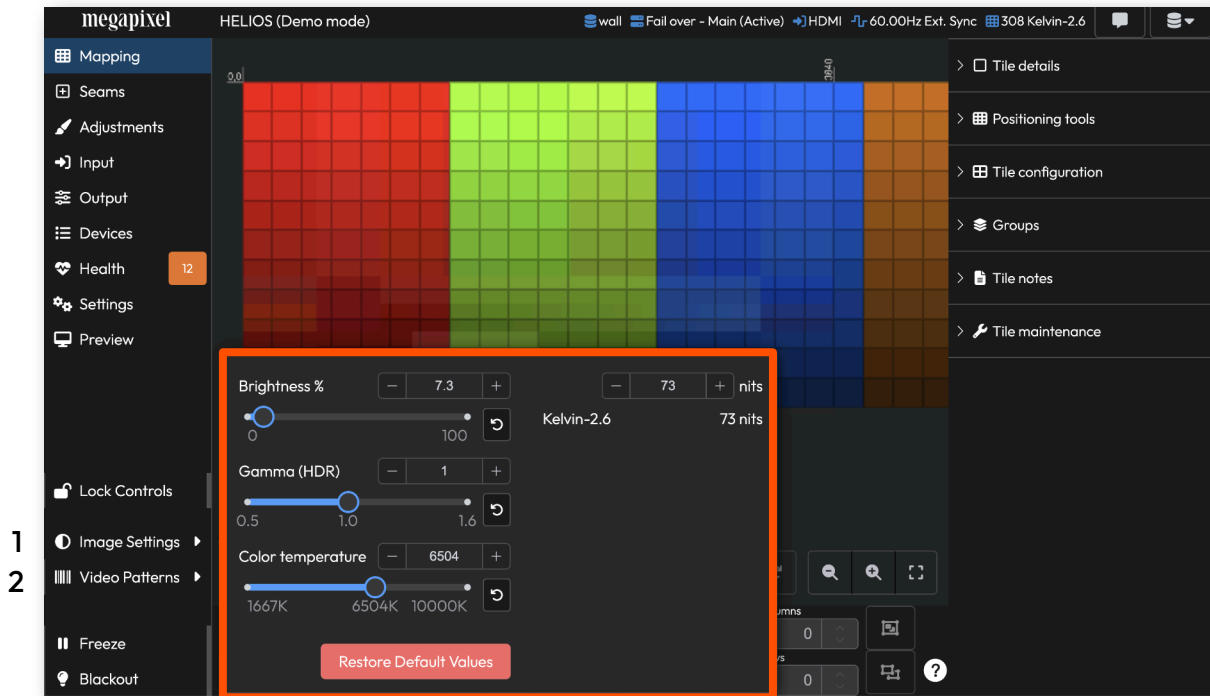 megapixel
HELIOS (Demo mode)
wall Fail over - Main (Active) HDMI 60.00Hz Ext. Sync 308 Kelvin-2.6
Mapping
Seams
Adjustments
Input
Output
Devices
Health 12
Settings
Preview
Lock Controls
1 Image Settings
2 Video Patterns
Freeze
Blackout
0,0
3840
Tile details
Positioning tools
Tile configuration
Groups
Tile notes
Tile maintenance
Brightness % − 7.3 + − 73 + nits
0 100
Kelvin-2.6 73 nits
Gamma (HDR) − 1 +
0.5 1.0 1.6
Color temperature − 6504 +
1667K 6504K 10000K
Restore Default Values
0
0
?